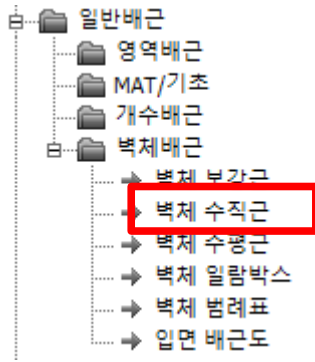 일반배근
영역배근
MAT/기초
개수배근
벽체배근
벽체 보강근
벽체 수직근
벽체 수평근
벽체 일람박스
벽체 범례표
입면 배근도